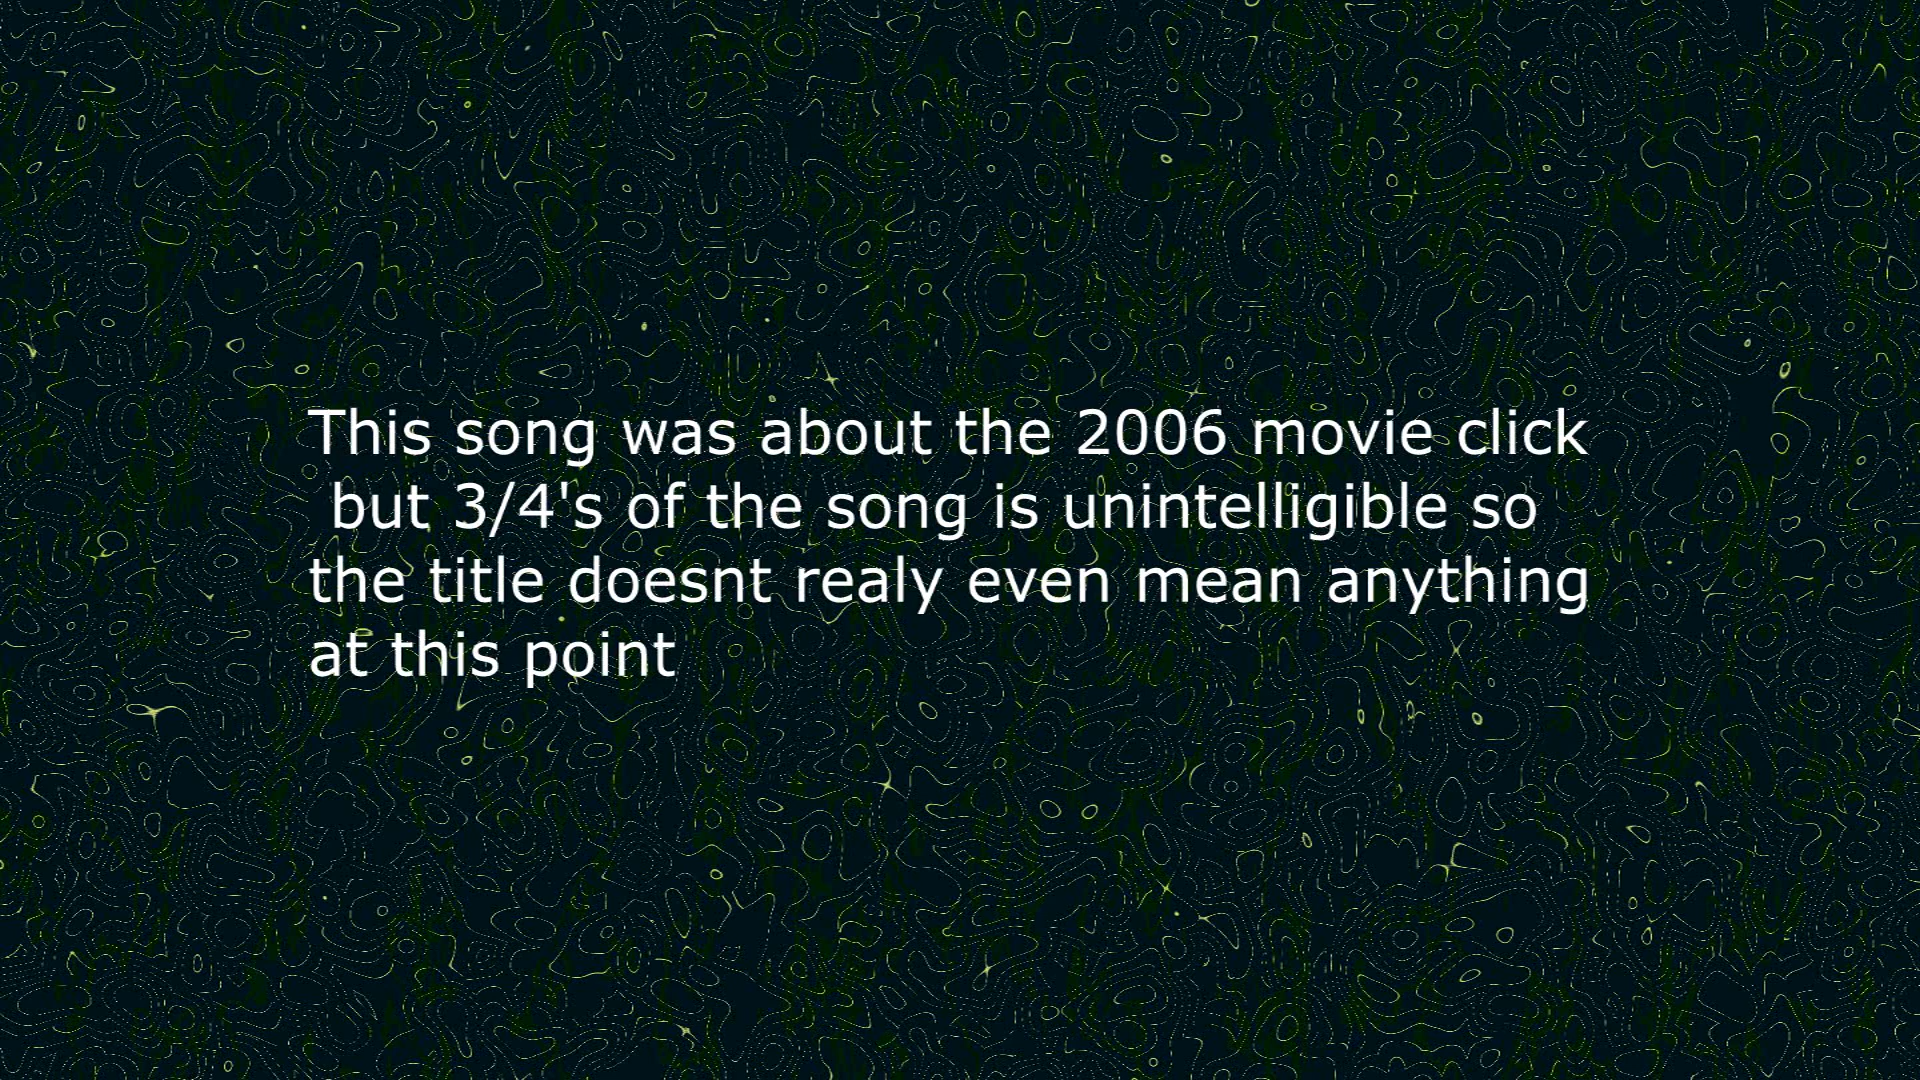 This song was about the 2006 movie click
but 3/4's of the song is unintelligible so
the title doesnt realy even mean anything
at this point